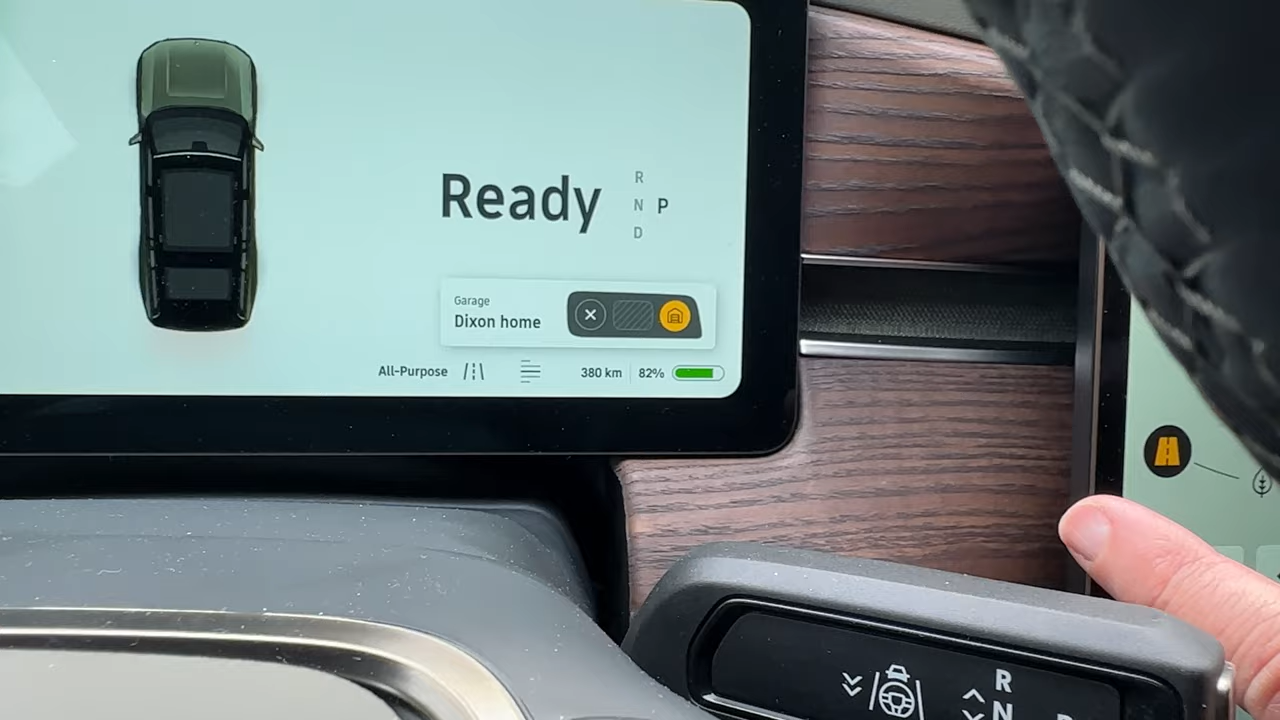 Ready
R
N P
D
Garage
Dixon home
All-Purpose 380 km 82%
R
N